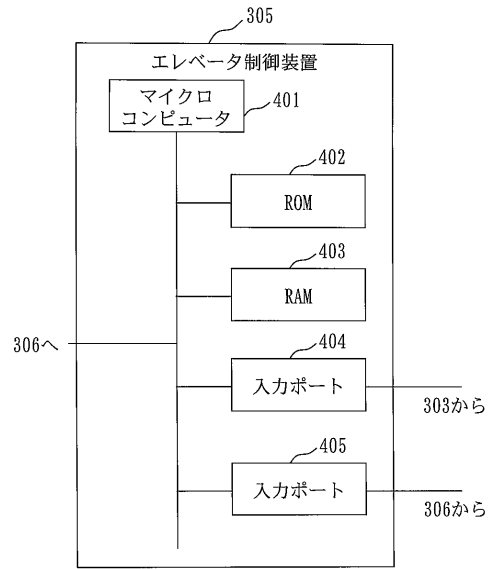 305
エレベータ制御装置
マイクロ
コンピュータ
401
402
ROM
403
RAM
306へ
404
入力ポート
303から
405
入力ポート
306から